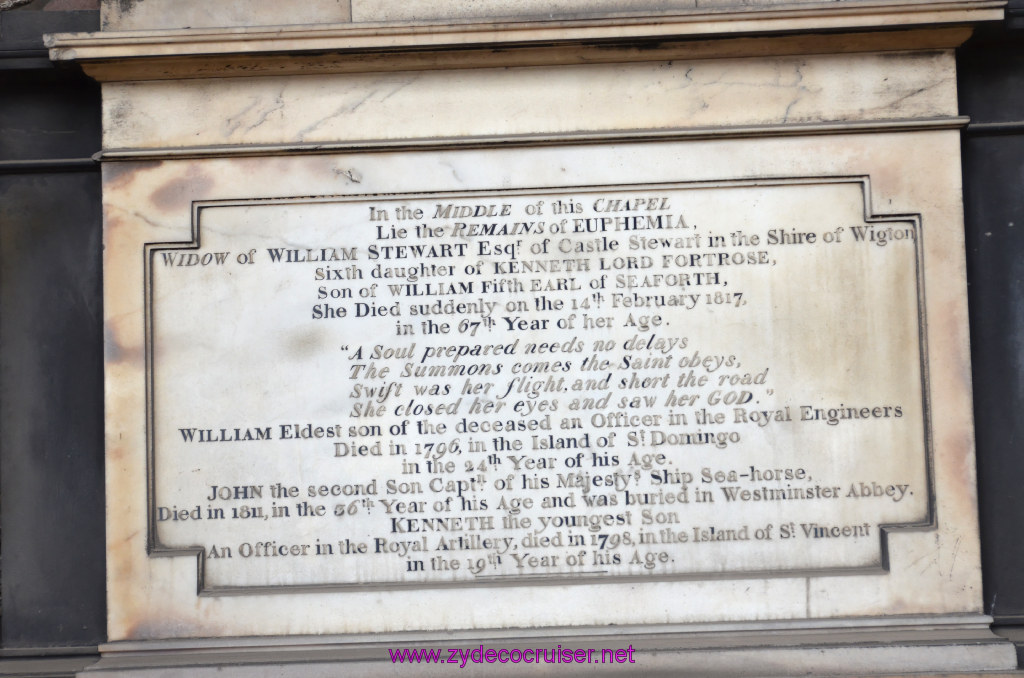 In the MIDDLE of this CHAPEL
Lie the REMAINS of EUPHEMIA,
WIDOW of WILLIAM STEWART Esqr. of Castle Stewart in the Shire of Wigton
Sixth daughter of KENNETH LORD FORTROSE,
Son of WILLIAM Fifth EARL of SEAFORTH,
She Died suddenly on the 14th February 1817,
in the 67th Year of her Age.
"A Soul prepared needs no delays
The Summons comes the Saint obeys,
Swift was her flight, and short the road
She closed her eyes and saw her GOD."
WILLIAM Eldest son of the deceased an Officer in the Royal Engineers
Died in 1796, in the Island of St. Domingo
in the 24th Year of his Age.
JOHN the second Son Captn. of his Majestys. Ship Sea-horse,
Died in 1811, in the 36th Year of his Age and was buried in Westminster Abbey.
KENNETH the youngest Son
An Officer in the Royal Artillery, died in 1798, in the Island of St. Vincent
in the 19th Year of his Age.
www.zydecocruiser.net